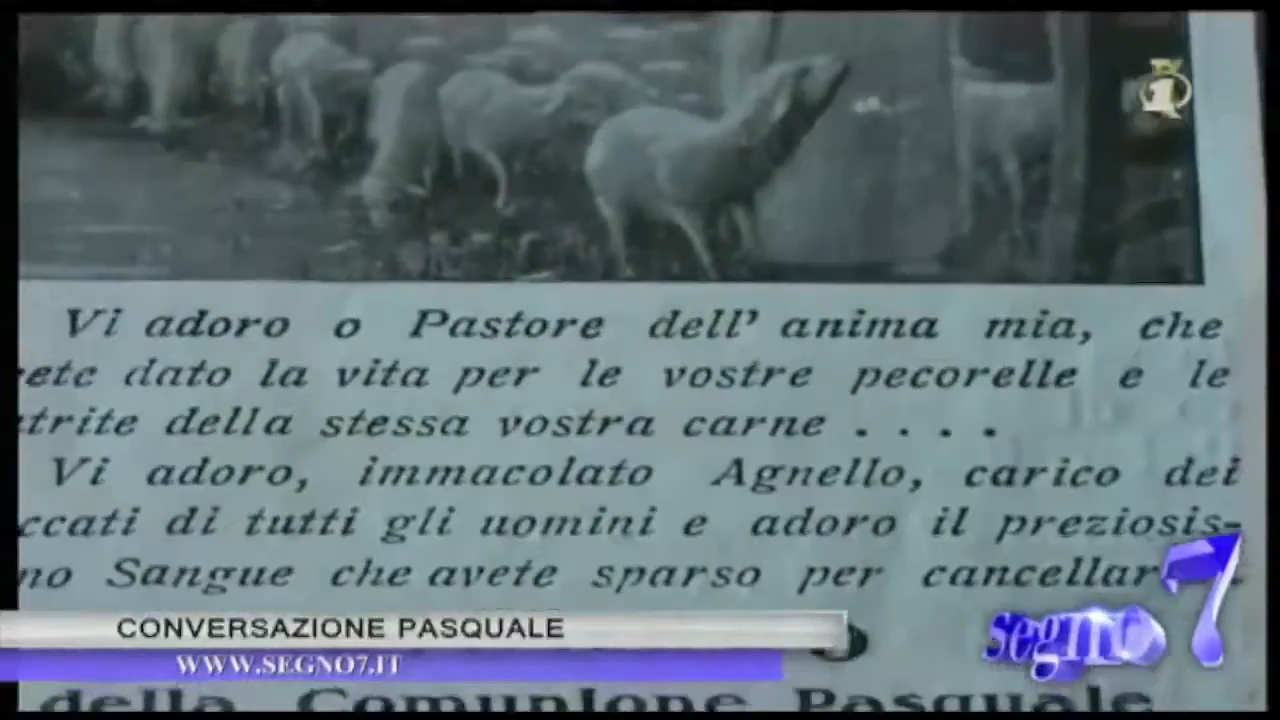 Vi adoro o Pastore dell' anima mia, che
ete dato la vita per le vostre pecorelle e le
trite della stessa vostra carne . . . .
Vi adoro, immacolato Agnello, carico dei
ccati di tutti gli uomini e adoro il preziosis-
no Sangue che avete sparso per cancellar
CONVERSAZIONE PASQUALE
WWW.SEGNO7.IT
segno 7
della Comunione Pasquale